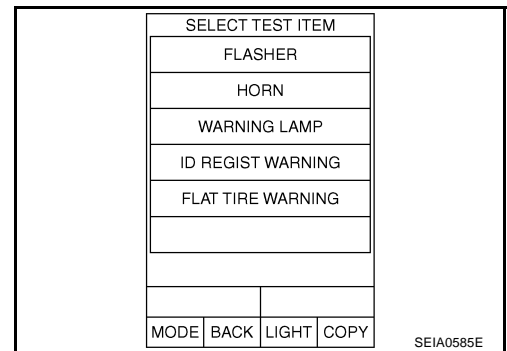 SELECT TEST ITEM
FLASHER
HORN
WARNING LAMP
ID REGIST WARNING
FLAT TIRE WARNING
MODE BACK LIGHT COPY
SEIA0585E